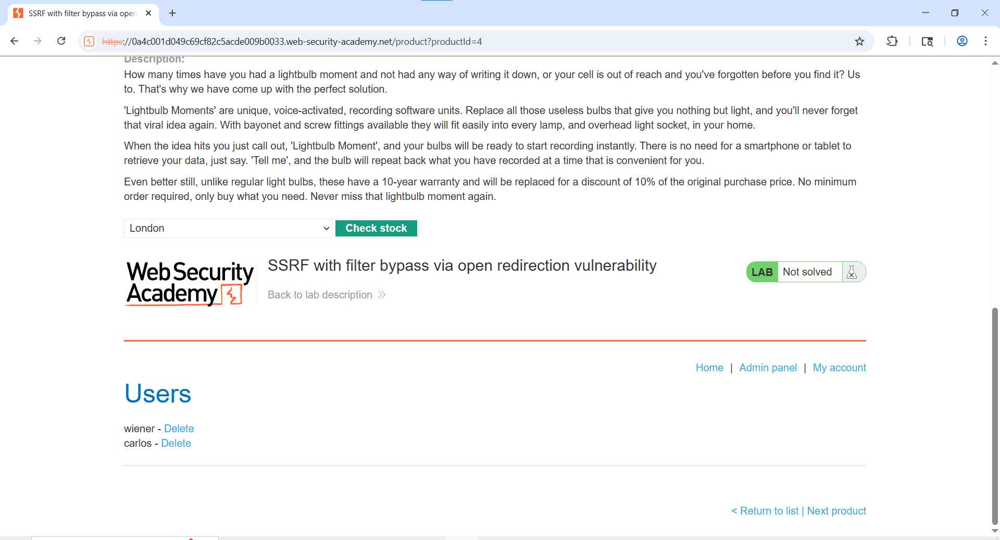 SSRF with filter bypass via open
https://0a4c001d049c69cf82c5acde009b0033.web-security-academy.net/product?productId=4
Description:
How many times have you had a lightbulb moment and not had any way of writing it down, or your cell is out of reach and you've forgotten before you find it? Us
to. That's why we have come up with the perfect solution.
'Lightbulb Moments' are unique, voice-activated, recording software units. Replace all those useless bulbs that give you nothing but light, and you'll never forget
that viral idea again. With bayonet and screw fittings available they will fit easily into every lamp, and overhead light socket, in your home.
When the idea hits you just call out, 'Lightbulb Moment', and your bulbs will be ready to start recording instantly. There is no need for a smartphone or tablet to
retrieve your data, just say. 'Tell me', and the bulb will repeat back what you have recorded at a time that is convenient for you.
Even better still, unlike regular light bulbs, these have a 10-year warranty and will be replaced for a discount of 10% of the original purchase price. No minimum
order required, only buy what you need. Never miss that lightbulb moment again.
London
Check stock
Web Security
Academy
SSRF with filter bypass via open redirection vulnerability
Back to lab description
LAB Not solved
Home | Admin panel | My account
Users
wiener - Delete
carlos - Delete
< Return to list | Next product